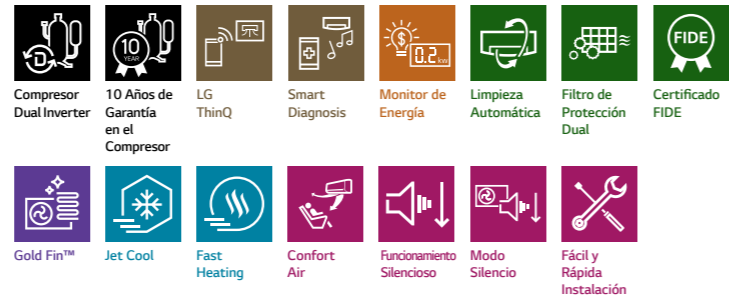 D
10
YEAR
0.2 kw
FIDE
Compresor
Dual Inverter
10 Años de
Garantía
en el
Compresor
LG
ThinQ
Smart
Diagnosis
Monitor de
Energía
Limpieza
Automática
Filtro de
Protección
Dual
Certificado
FIDE
Gold Fin™
Jet Cool
Fast
Heating
Confort
Air
Funcionamiento
Silencioso
Modo
Silencio
Fácil y
Rápida
Instalación